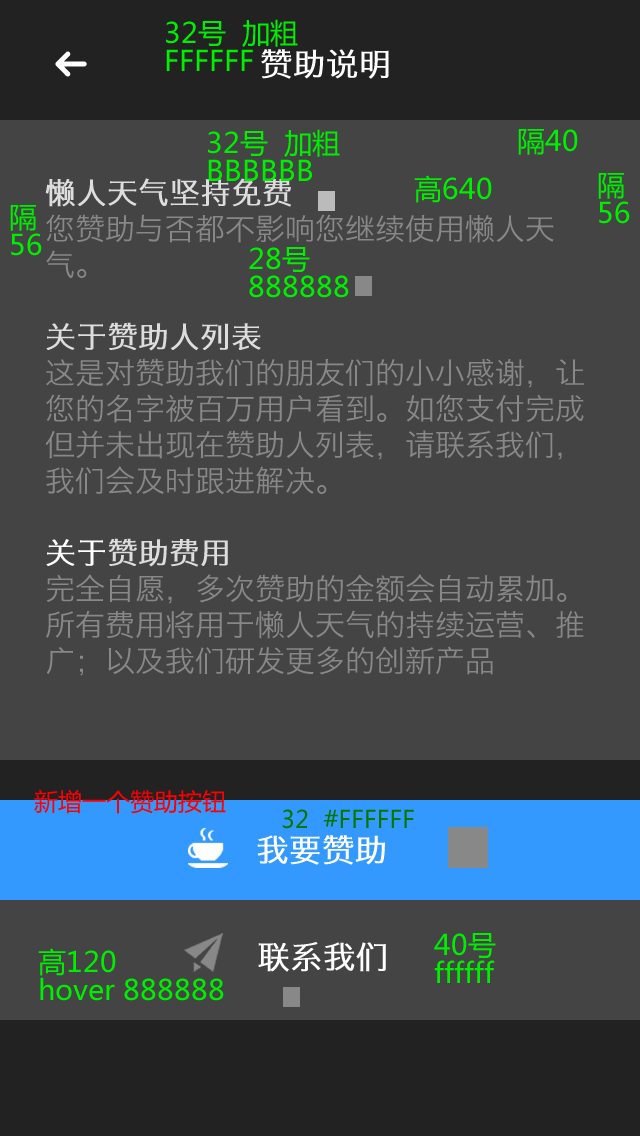 32号 加粗
FFFFFF
赞助说明
32号 加粗
BBBBBB
隔40
懒人天气坚持免费
高640
隔
56
隔
56
您赞助与否都不影响您继续使用懒人天
气。
28号
888888
关于赞助人列表
这是对赞助我们的朋友们的小小感谢，让
您的名字被百万用户看到。如您支付完成
但并未出现在赞助人列表，请联系我们，
我们会及时跟进解决。
关于赞助费用
完全自愿，多次赞助的金额会自动累加。
所有费用将用于懒人天气的持续运营、推
广；以及我们研发更多的创新产品
新增一个赞助按钮
32 #FFFFFF
我要赞助
联系我们
40号
ffffff
高120
hover 888888